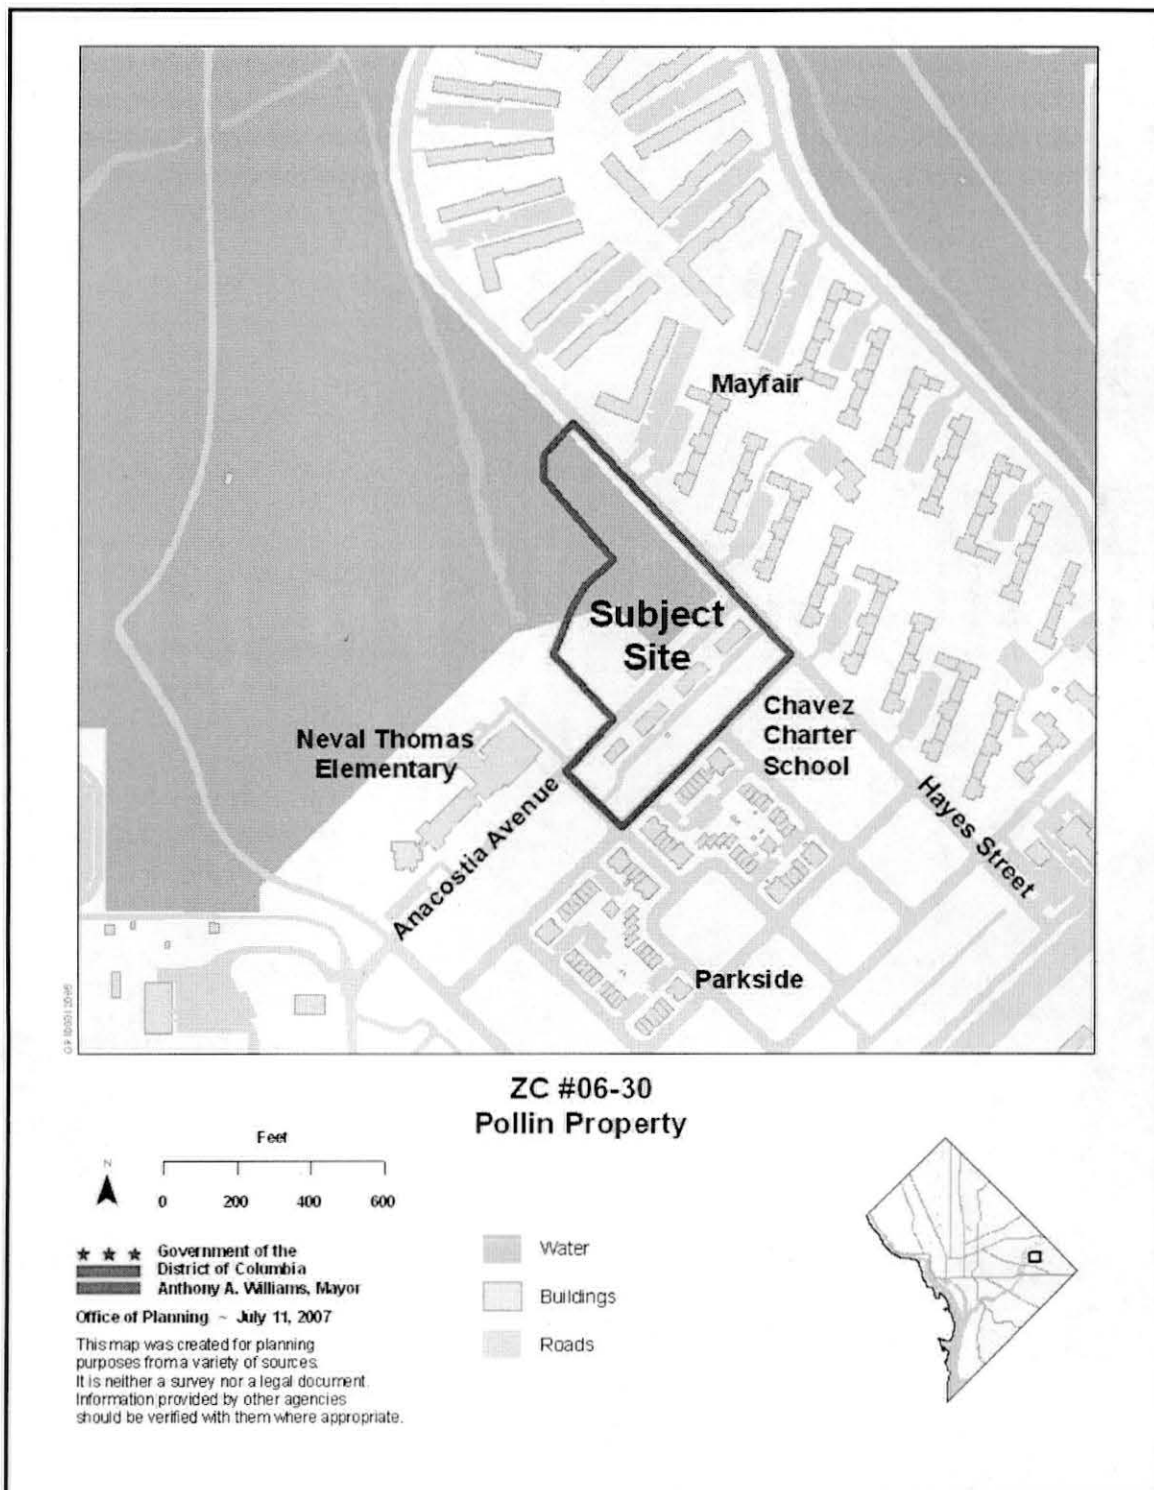 Mayfair
Subject
Site
Chavez
Charter
School
Neval Thomas
Elementary
Anacostia Avenue
Hayes Street
Parkside
ZC #06-30
Pollin Property
Feet
N
0 200 400 600
Government of the
District of Columbia
Anthony A. Williams, Mayor
Office of Planning ~ July 11, 2007
This map was created for planning
purposes from a variety of sources.
It is neither a survey nor a legal document.
Information provided by other agencies
should be verified with them where appropriate.
Water
Buildings
Roads